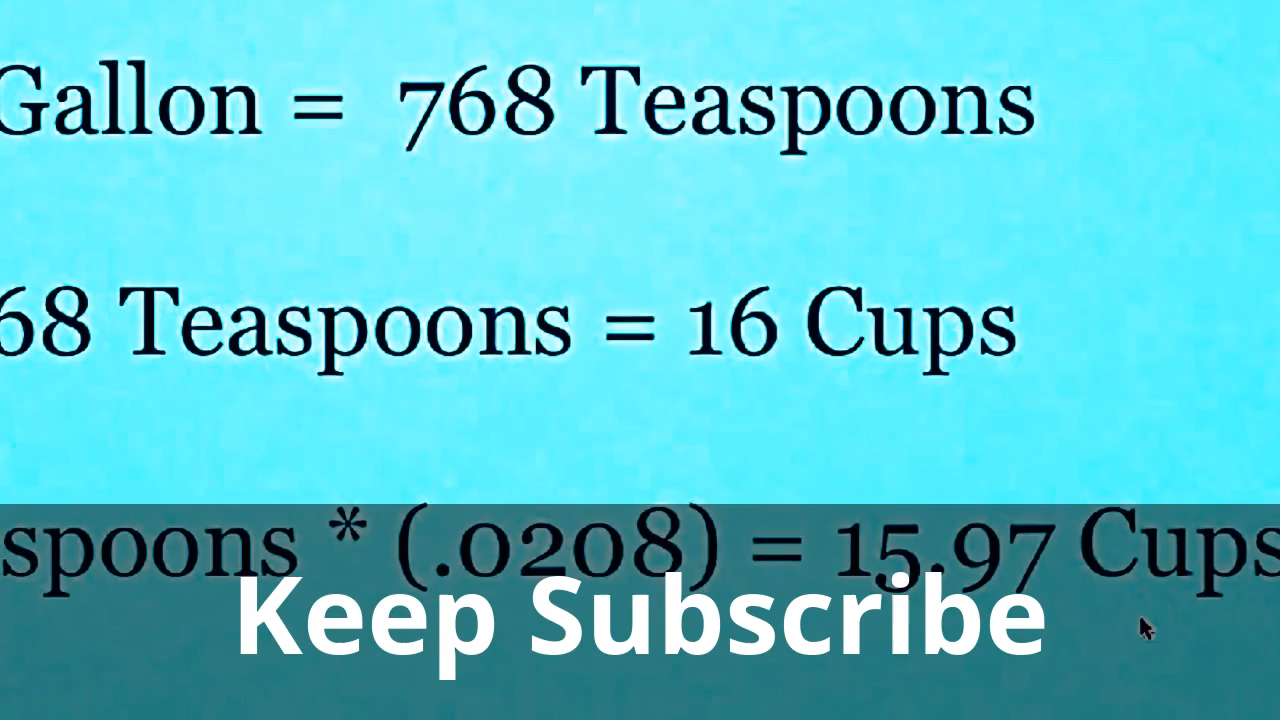 Gallon = 768 Teaspoons
68 Teaspoons = 16 Cups
spoons * (.0208) = 15.97 Cups
Keep Subscribe